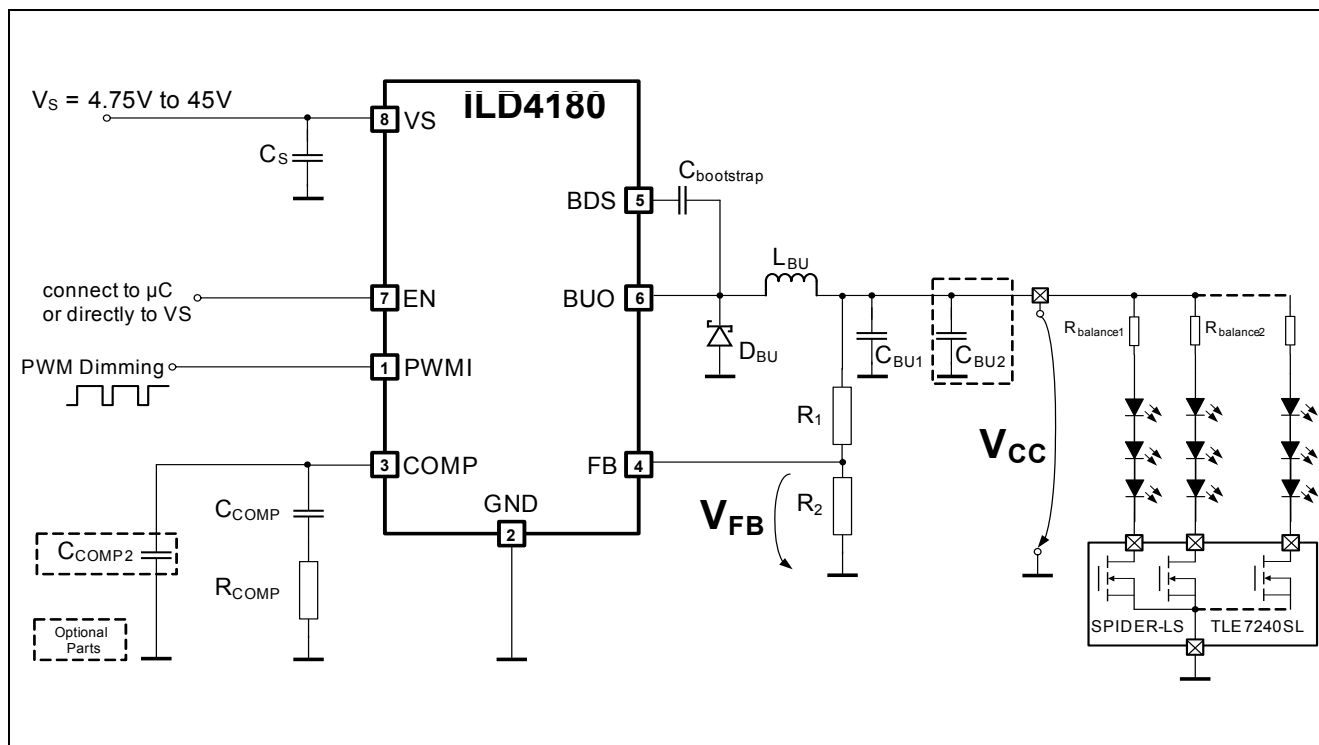 ILD4180
VS = 4.75V to 45V
8
VS
CS
Cbootstrap
BDS
5
LBU
connect to µC
or directly to VS
7
EN
BUO
6
DBU
CBU1
CBU2
Rbalance1
Rbalance2
PWM Dimming
1
PWMI
R1
VCC
3
COMP
FB
4
GND
2
CCOMP
VFB
R2
CCOMP2
RCOMP
Optional
Parts
SPIDER-LS
TLE7240SL